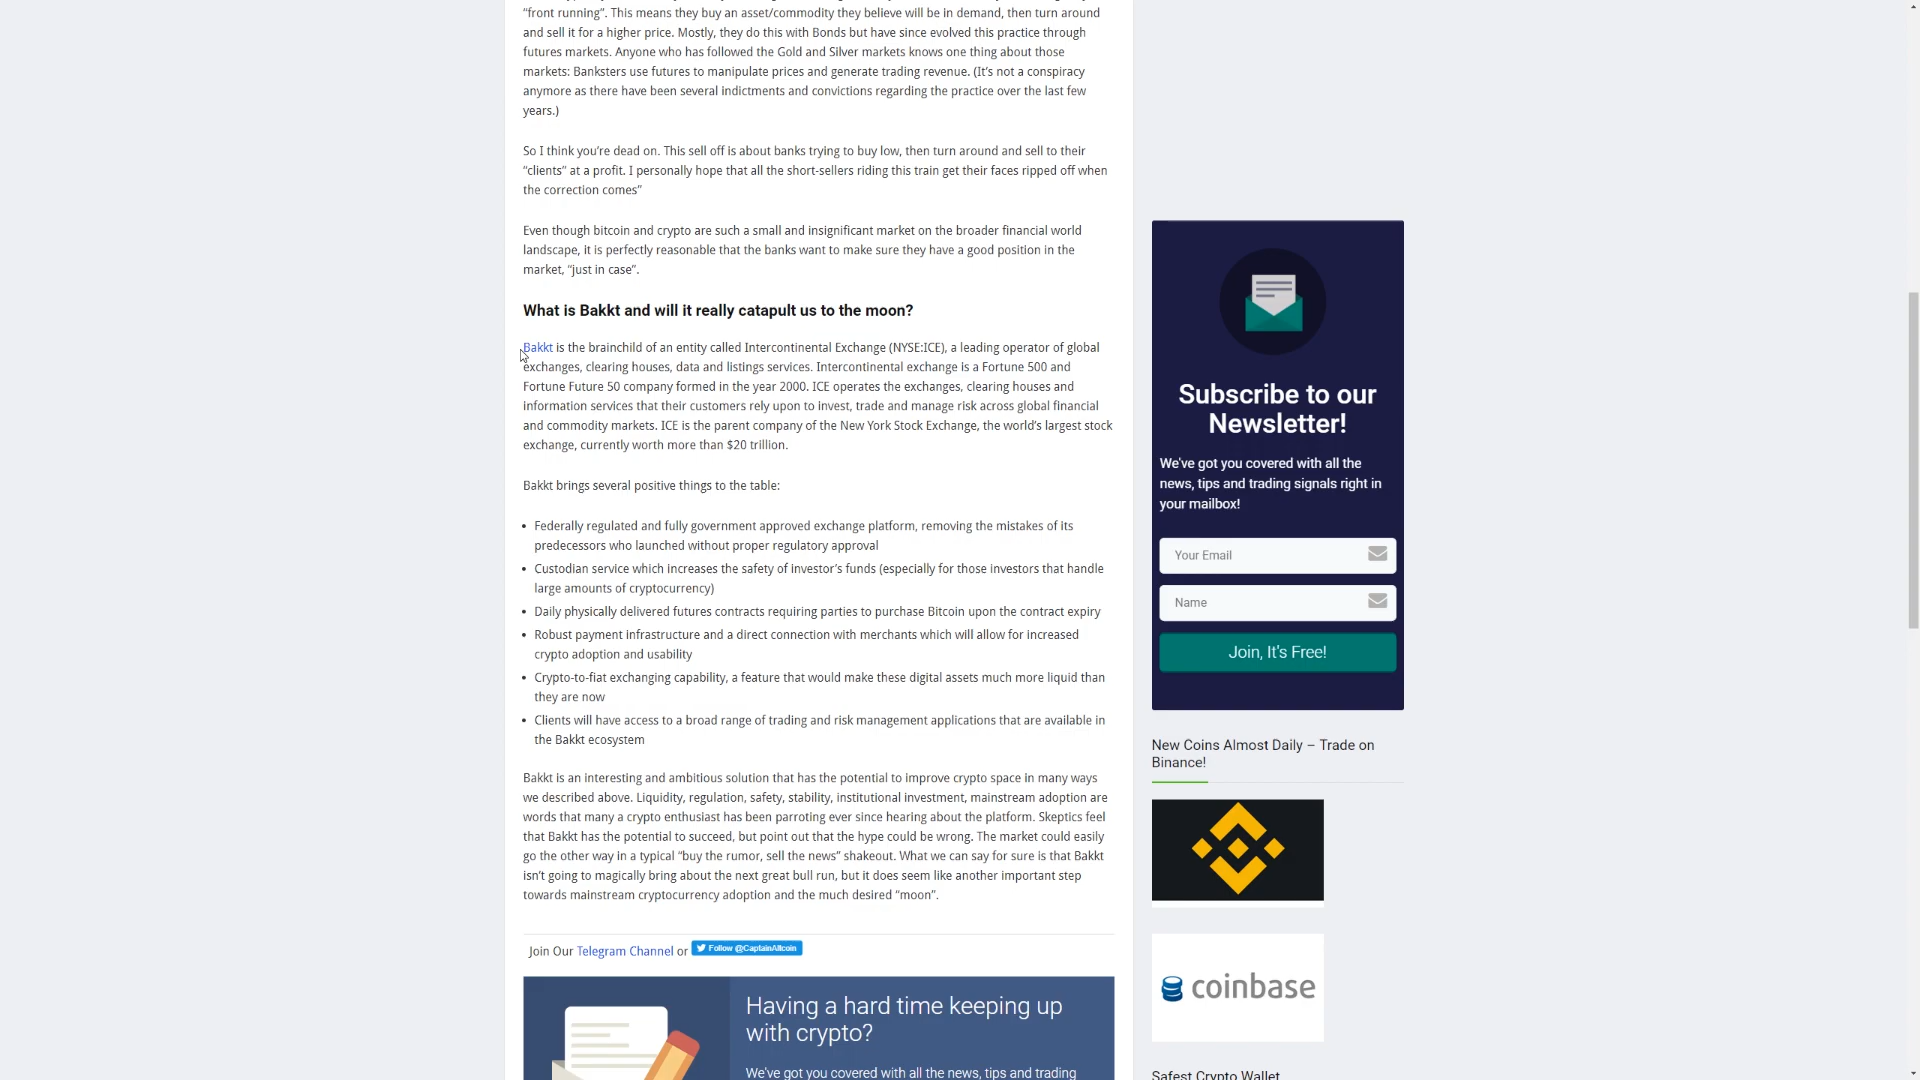 “front running”. This means they buy an asset/commodity they believe will be in demand, then turn around
and sell it for a higher price. Mostly, they do this with Bonds but have since evolved this practice through
futures markets. Anyone who has followed the Gold and Silver markets knows one thing about those
markets: Banksters use futures to manipulate prices and generate trading revenue. (It’s not a conspiracy
anymore as there have been several indictments and convictions regarding the practice over the last few
years.)
So I think you’re dead on. This sell off is about banks trying to buy low, then turn around and sell to their
“clients” at a profit. I personally hope that all the short-sellers riding this train get their faces ripped off when
the correction comes”
Even though bitcoin and crypto are such a small and insignificant market on the broader financial world
landscape, it is perfectly reasonable that the banks want to make sure they have a good position in the
market, “just in case”.
What is Bakkt and will it really catapult us to the moon?
Bakkt is the brainchild of an entity called Intercontinental Exchange (NYSE:ICE), a leading operator of global
exchanges, clearing houses, data and listings services. Intercontinental exchange is a Fortune 500 and
Fortune Future 50 company formed in the year 2000. ICE operates the exchanges, clearing houses and
information services that their customers rely upon to invest, trade and manage risk across global financial
and commodity markets. ICE is the parent company of the New York Stock Exchange, the world’s largest stock
exchange, currently worth more than $20 trillion.
Bakkt brings several positive things to the table:
• Federally regulated and fully government approved exchange platform, removing the mistakes of its
predecessors who launched without proper regulatory approval
• Custodian service which increases the safety of investor’s funds (especially for those investors that handle
large amounts of cryptocurrency)
• Daily physically delivered futures contracts requiring parties to purchase Bitcoin upon the contract expiry
• Robust payment infrastructure and a direct connection with merchants which will allow for increased
crypto adoption and usability
• Crypto-to-fiat exchanging capability, a feature that would make these digital assets much more liquid than
they are now
• Clients will have access to a broad range of trading and risk management applications that are available in
the Bakkt ecosystem
Bakkt is an interesting and ambitious solution that has the potential to improve crypto space in many ways
we described above. Liquidity, regulation, safety, stability, institutional investment, mainstream adoption are
words that many a crypto enthusiast has been parroting ever since hearing about the platform. Skeptics feel
that Bakkt has the potential to succeed, but point out that the hype could be wrong. The market could easily
go the other way in a typical “buy the rumor, sell the news” shakeout. What we can say for sure is that Bakkt
isn’t going to magically bring about the next great bull run, but it does seem like another important step
towards mainstream cryptocurrency adoption and the much desired “moon”.
Join Our Telegram Channel or Follow @CaptainAltcoin
Having a hard time keeping up
with crypto?
We’ve got you covered with all the news, tips and trading
Subscribe to our
Newsletter!
We've got you covered with all the
news, tips and trading signals right in
your mailbox!
Your Email
Name
Join, It's Free!
New Coins Almost Daily – Trade on
Binance!
coinbase
Safest Crypto Wallet